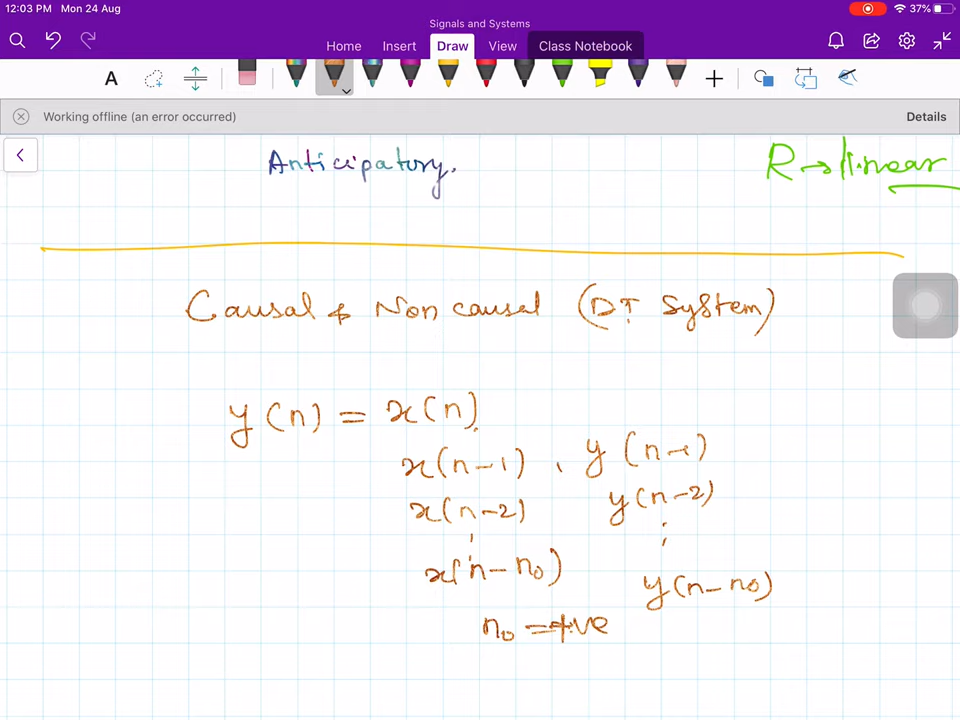 12:03 PM Mon 24 Aug
37%
Signals and Systems
Home Insert Draw View Class Notebook
A
Working offline (an error occurred)
Details
Anticipatory.
R→linear
Causal & Non causal (DT System)
y(n) = x(n)
x(n-1), y(n-1)
x(n-2) y(n-2)
x(n-n₀) y(n-n₀)
n₀ = +ve